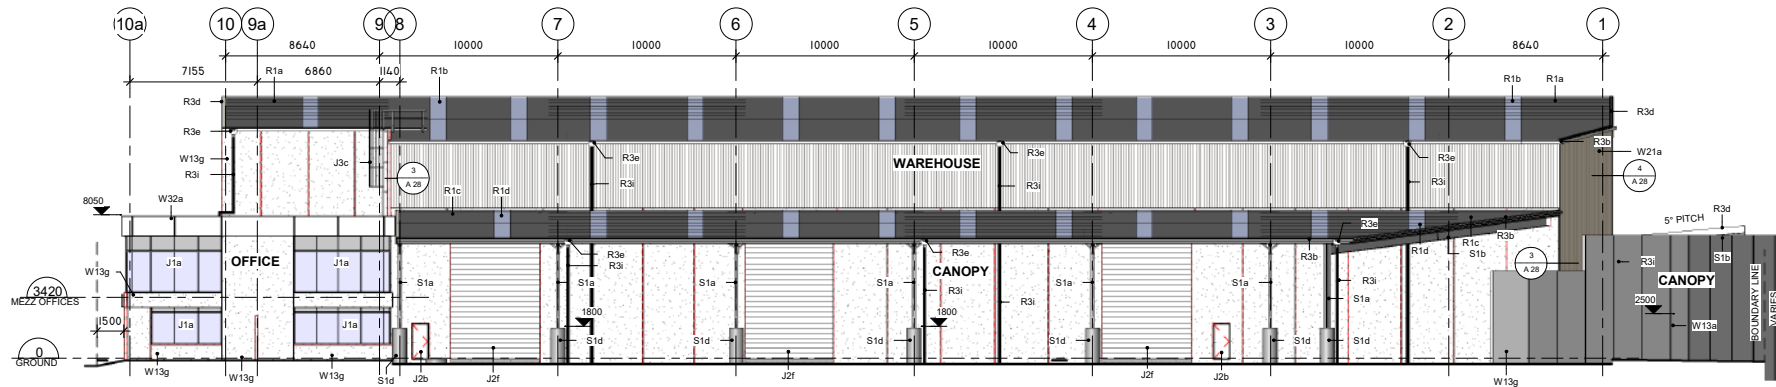 10a 10 9a 9 8 7 6 5 4 3 2 1
8640 10000 10000 10000 10000 10000 10000 8640
7155 6860 1140
R1a R1b R1b R1a
R3d R3d
R3e R3e R3e R3e R3b
W13g J3c WAREHOUSE W21a
R3i R3i R3i R3i
3
A 28
4
A 28
R1c R1d
8050 W32a
5° PITCH R3d
R3e R1d R1c R3b S1b
J1a OFFICE J1a R3e R3e R3b
W13g R3i CANOPY R3i S1b
3
A 28
CANOPY
3420
MEZZ OFFICES
S1a S1a S1a S1a R3i R3i S1a R3i
S1a
2500
1500 J1a J1a 1800 1800 W13a
BOUNDARY LINE
VARIES
0
GROUND
S1d S1d S1d S1d S1d S1d
W13g W13g W13g S1d J2b J2f J2f J2f J2b W13g